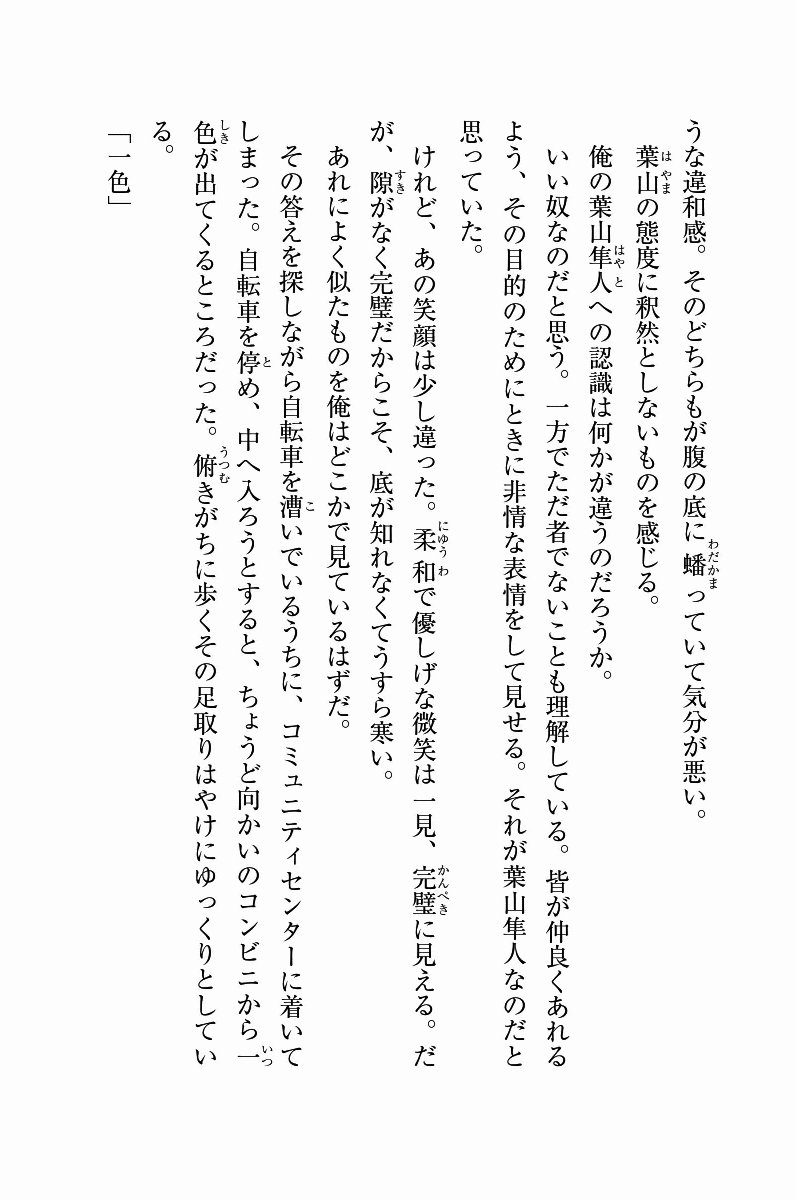 うな違和感。そのどちらもが腹の底に蟠っていて気分が悪い。
葉山の態度に釈然としないものを感じる。
俺の葉山隼人への認識は何かが違うのだろうか。
いい奴なのだと思う。一方でただ者でないことも理解している。皆が仲良くあれる
よう、その目的のためにときに非情な表情をして見せる。それが葉山隼人なのだと
思っていた。
けれど、あの笑顔は少し違った。柔和で優しげな微笑は一見、完璧に見える。だ
が、隙がなく完璧だからこそ、底が知れなくてうすら寒い。
あれによく似たものを俺はどこかで見ているはずだ。
その答えを探しながら自転車を漕いでいるうちに、コミュニティセンターに着いて
しまった。自転車を停め、中へ入ろうとすると、ちょうど向かいのコンビニから一
色が出てくるところだった。俯きがちに歩くその足取りはやけにゆっくりとしてい
る。
「一色」